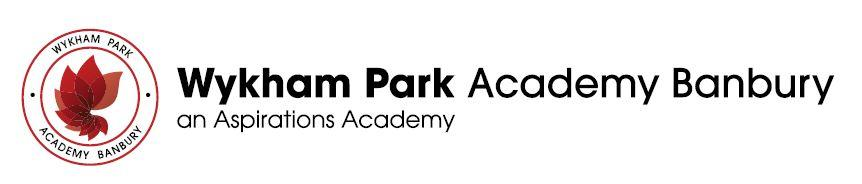 WYKHAM PARK
ACADEMY BANBURY
Wykham Park Academy Banbury
an Aspirations Academy